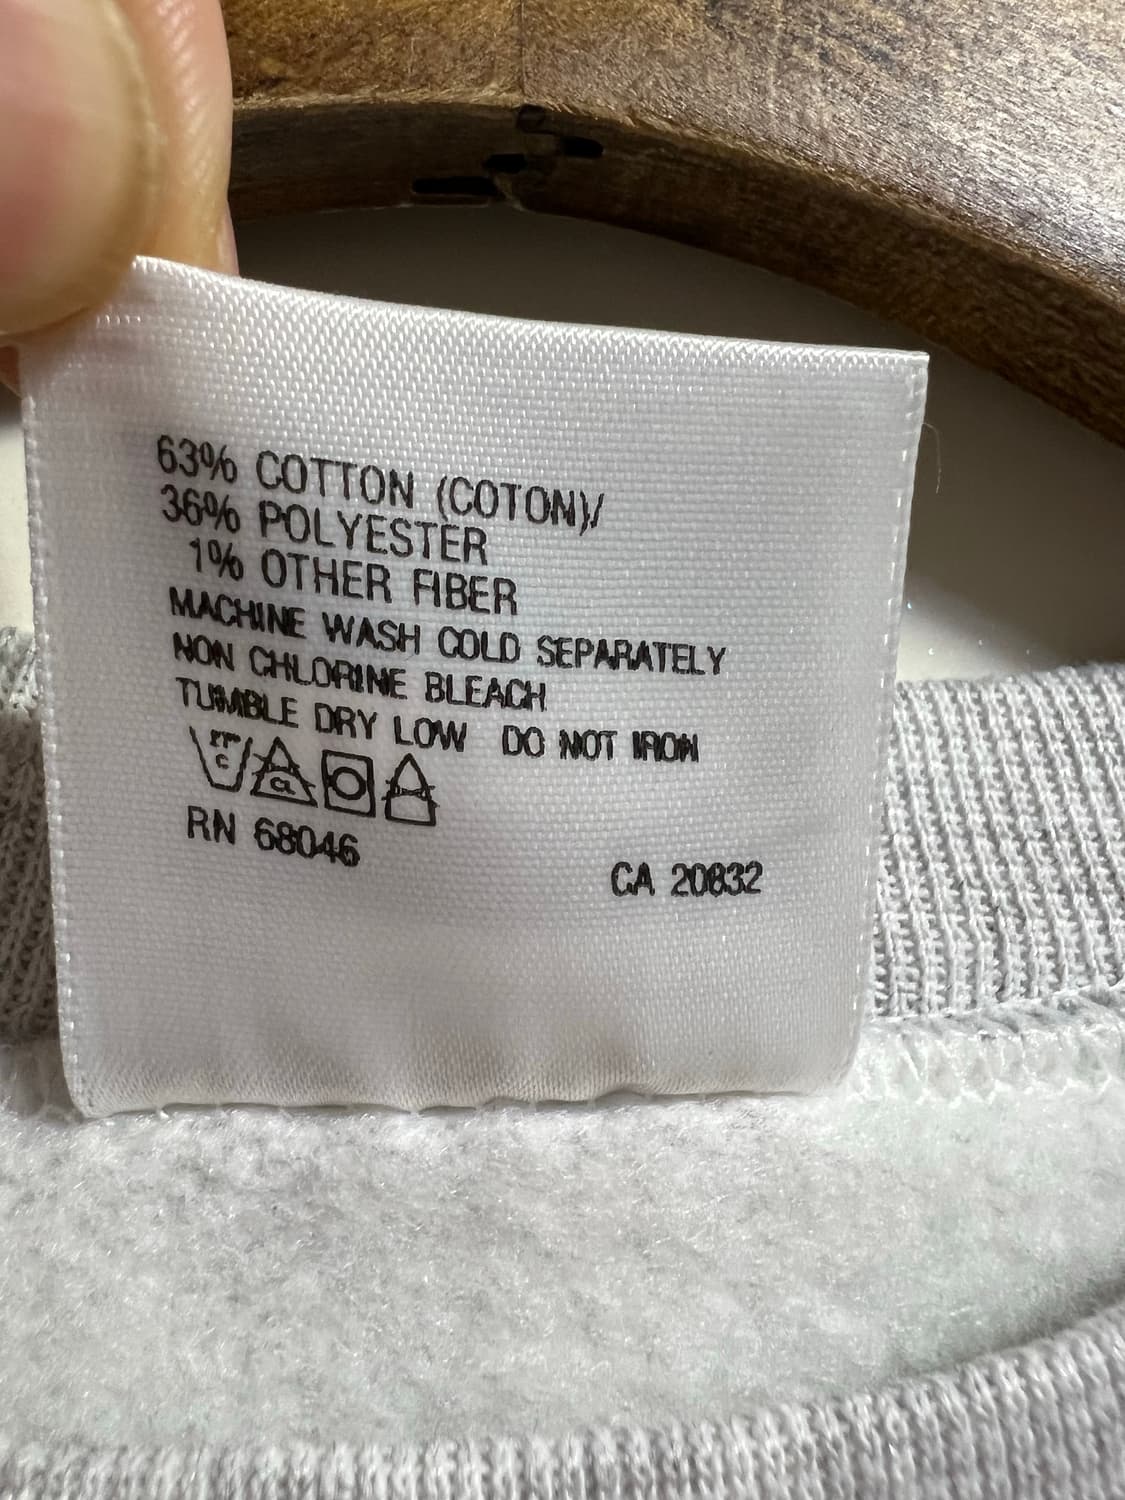 63% COTTON (COTON)/
36% POLYESTER
1% OTHER FIBER
MACHINE WASH COLD SEPARATELY
NON CHLORINE BLEACH
TUMBLE DRY LOW DO NOT IRON
C CL
RN 68046
CA 20832